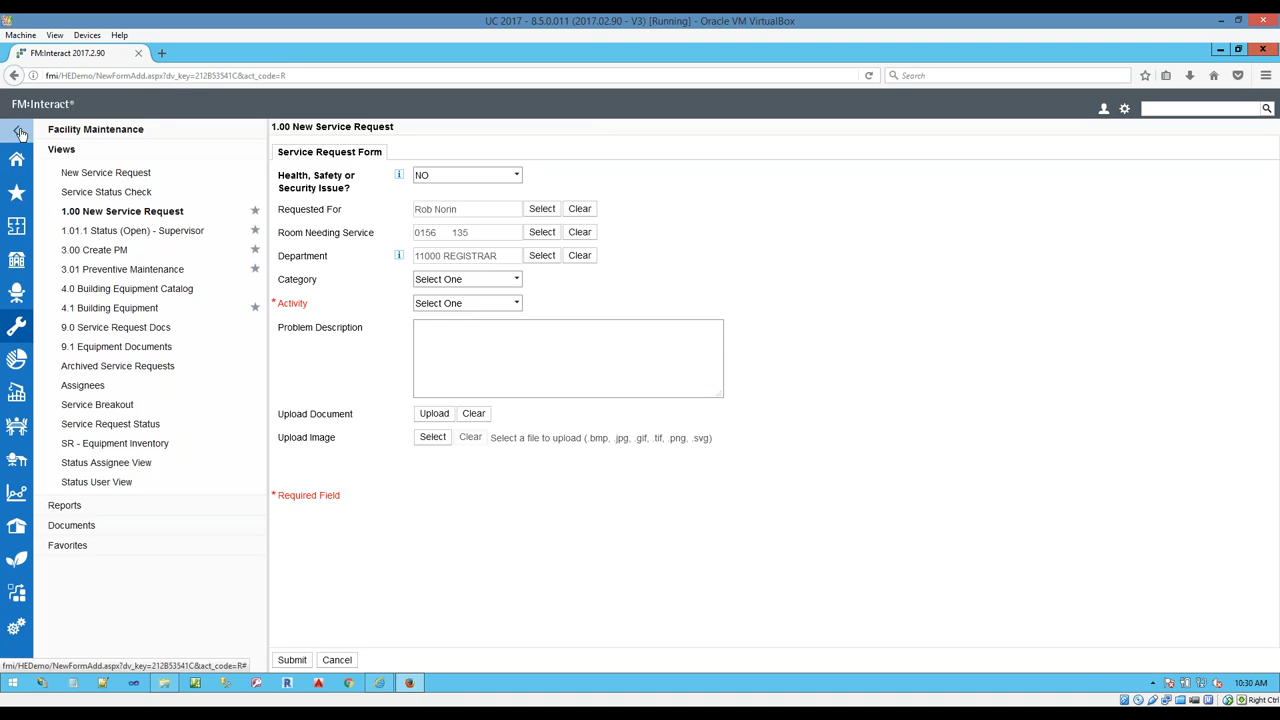 UC 2017 - 8.5.0.011 (2017.02.90 - V3) [Running] - Oracle VM VirtualBox
Machine View Devices Help
FM:Interact 2017.2.90
fmi/HEDemo/NewFormAdd.aspx?dv_key=212B53541C&act_code=R
Search
FM:Interact®
Facility Maintenance
Views
New Service Request
Service Status Check
1.00 New Service Request
1.01.1 Status (Open) - Supervisor
3.00 Create PM
3.01 Preventive Maintenance
4.0 Building Equipment Catalog
4.1 Building Equipment
9.0 Service Request Docs
9.1 Equipment Documents
Archived Service Requests
Assignees
Service Breakout
Service Request Status
SR - Equipment Inventory
Status Assignee View
Status User View
Reports
Documents
Favorites
1.00 New Service Request
Service Request Form
Health, Safety or
Security Issue?
NO
Requested For Rob Norin Select Clear
Room Needing Service 0156 135 Select Clear
Department 11000 REGISTRAR Select Clear
Category Select One
* Activity Select One
Problem Description
Upload Document Upload Clear
Upload Image Select Clear Select a file to upload (.bmp, .jpg, .gif, .tif, .png, .svg)
* Required Field
Submit Cancel
fmi/HEDemo/NewFormAdd.aspx?dv_key=212B53541C&act_code=R#
10:30 AM
Right Ctrl